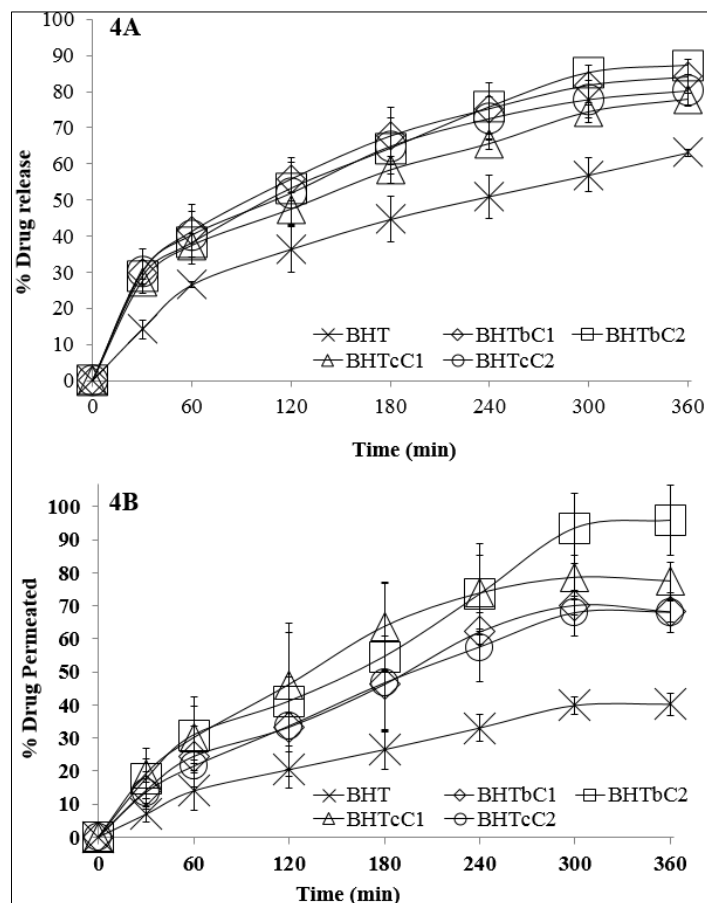 4A
100
90
80
70
60
50
40
30
20
10
0
% Drug release
BHT BHTbC1 BHTbC2
BHTcC1 BHTcC2
0 60 120 180 240 300 360
Time (min)
4B
100
90
80
70
60
50
40
30
20
10
0
% Drug Permeated
BHT BHTbC1 BHTbC2
BHTcC1 BHTcC2
0 60 120 180 240 300 360
Time (min)